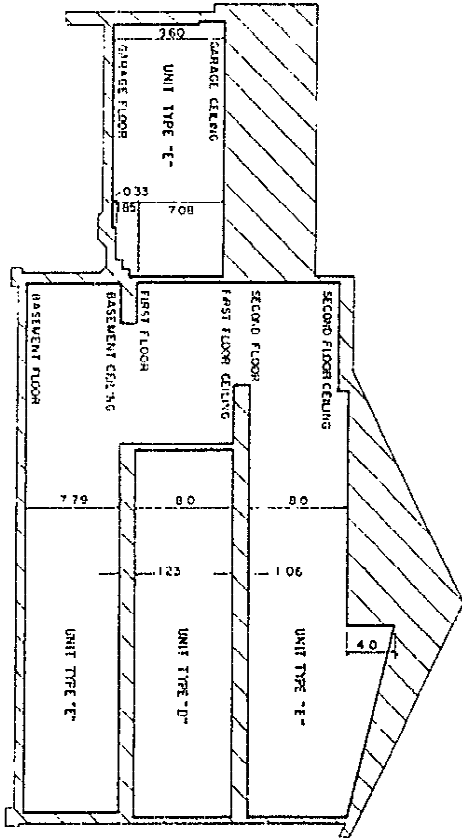 9.60
GARAGE CEILING
UNIT TYPE "E"
GARAGE FLOOR
0.33
.85
7.08
SECOND FLOOR CEILING
SECOND FLOOR
FIRST FLOOR CEILING
FIRST FLOOR
BASEMENT CEILING
BASEMENT FLOOR
7.79
8.0
8.0
1.23
1.06
4.0
UNIT TYPE "E"
UNIT TYPE "D"
UNIT TYPE "E"